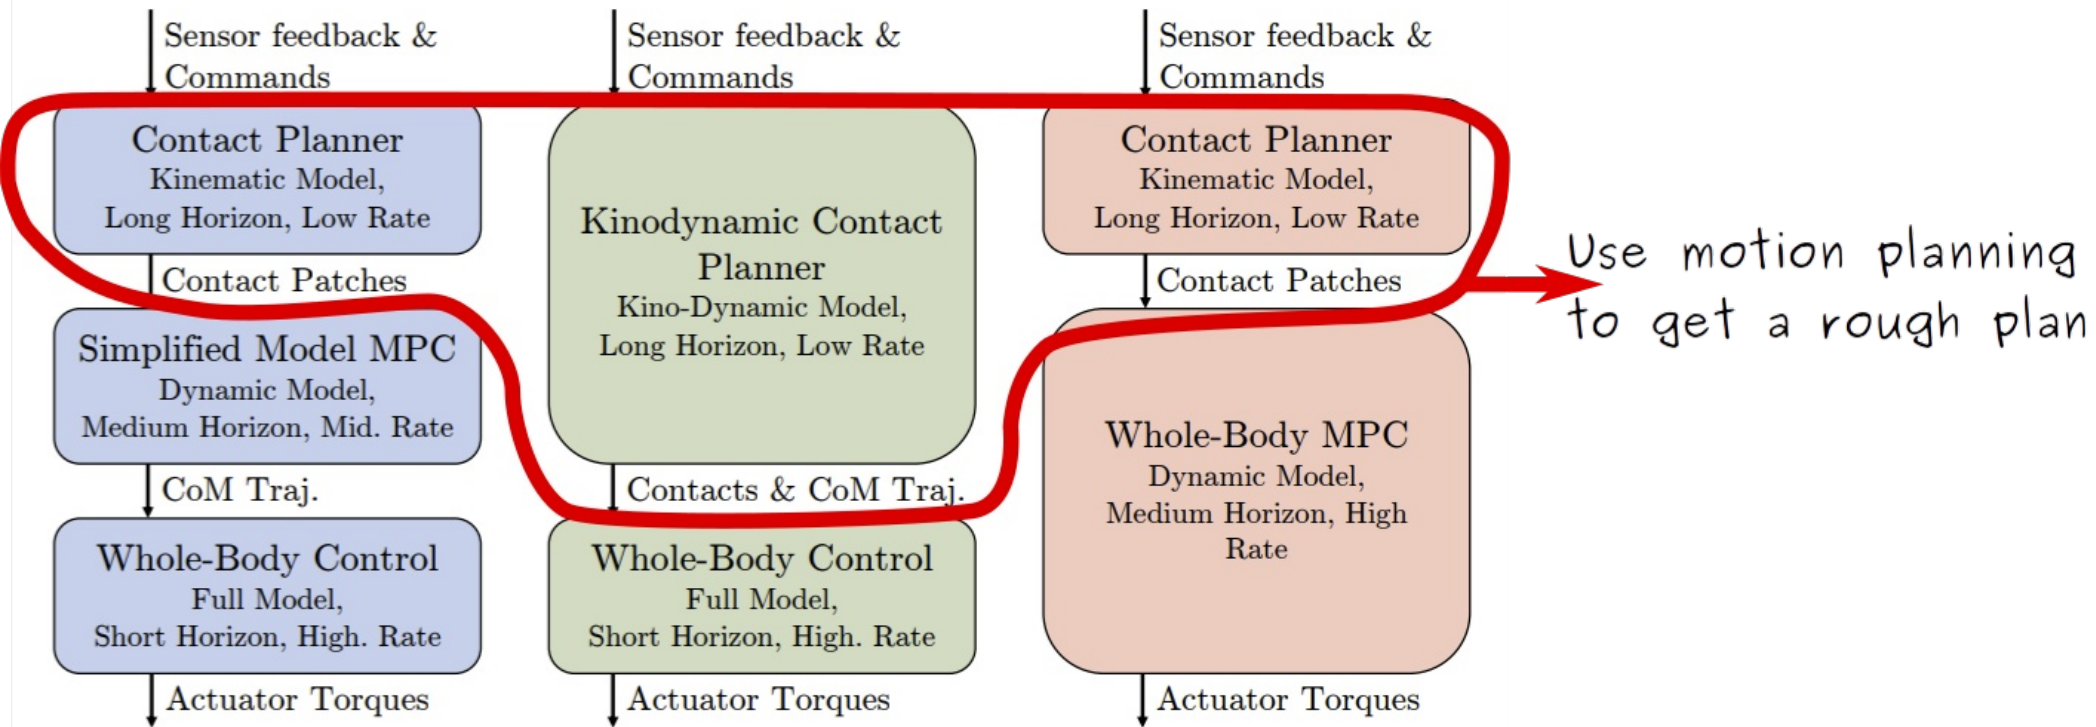 Sensor feedback &
Commands
Contact Planner
Kinematic Model,
Long Horizon, Low Rate
Contact Patches
Simplified Model MPC
Dynamic Model,
Medium Horizon, Mid. Rate
CoM Traj.
Whole-Body Control
Full Model,
Short Horizon, High. Rate
Actuator Torques
Sensor feedback &
Commands
Kinodynamic Contact
Planner
Kino-Dynamic Model,
Long Horizon, Low Rate
Contacts & CoM Traj.
Whole-Body Control
Full Model,
Short Horizon, High. Rate
Actuator Torques
Sensor feedback &
Commands
Contact Planner
Kinematic Model,
Long Horizon, Low Rate
Contact Patches
Whole-Body MPC
Dynamic Model,
Medium Horizon, High
Rate
Actuator Torques
Use motion planning
to get a rough plan